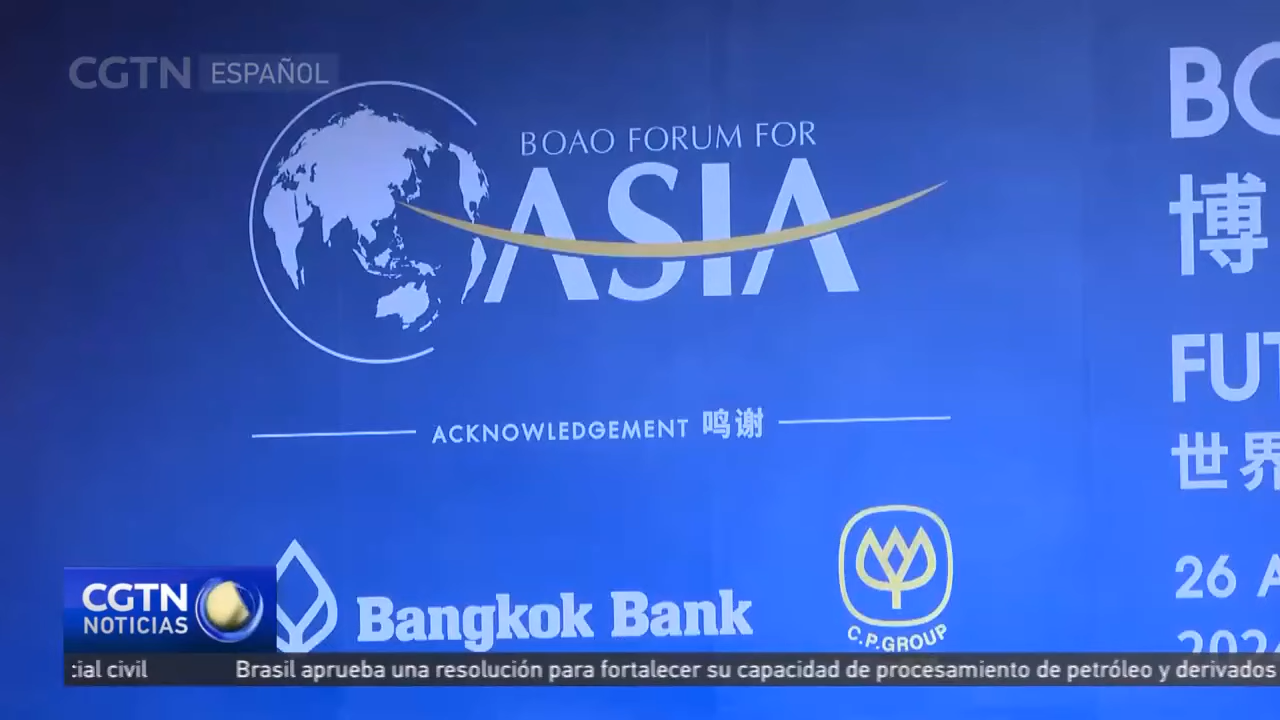 CGTN ESPAÑOL
BOAO FORUM FOR
ASIA
ACKNOWLEDGEMENT 鸣谢
Bangkok Bank
C.P.GROUP
BO
博
FUT
世界
26 A
202
CGTN
NOTICIAS
:ial civil Brasil aprueba una resolución para fortalecer su capacidad de procesamiento de petróleo y derivados